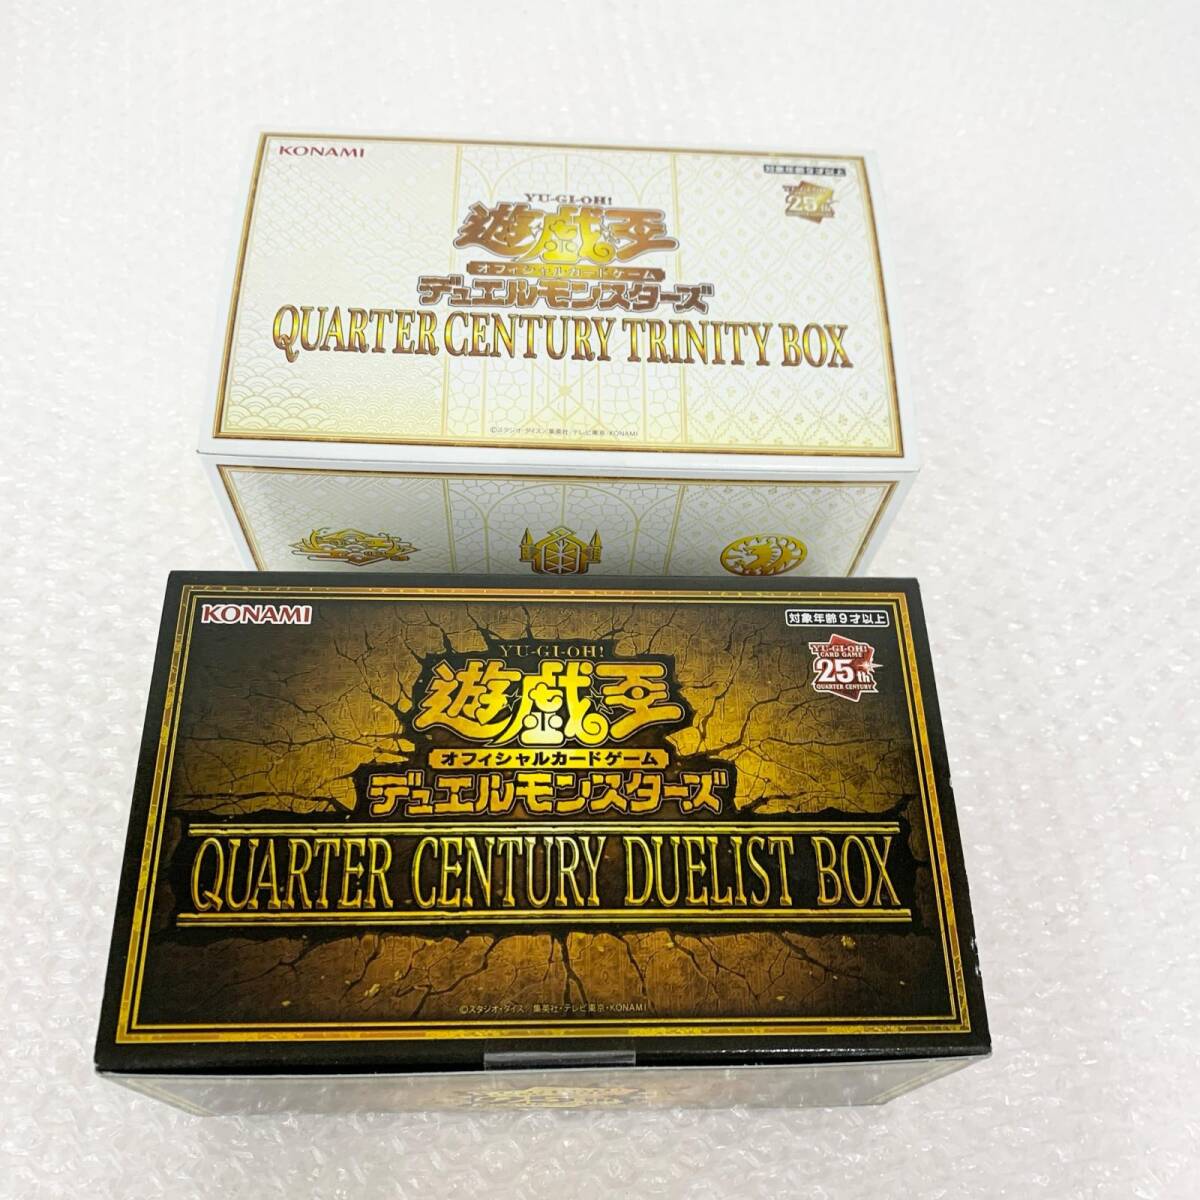 KONAMI
対象年齢9才以上
25th
YU-GI-OH!
遊戯王
オフィシャルカードゲーム
デュエルモンスターズ
QUARTER CENTURY TRINITY BOX
©スタジオ・ダイス/集英社・テレビ東京・KONAMI
KONAMI
対象年齢9才以上
YU-GI-OH!
CARD GAME
25th
QUARTER CENTURY
YU-GI-OH!
遊戯王
オフィシャルカードゲーム
デュエルモンスターズ
QUARTER CENTURY DUELIST BOX
©スタジオ・ダイス/集英社・テレビ東京・KONAMI